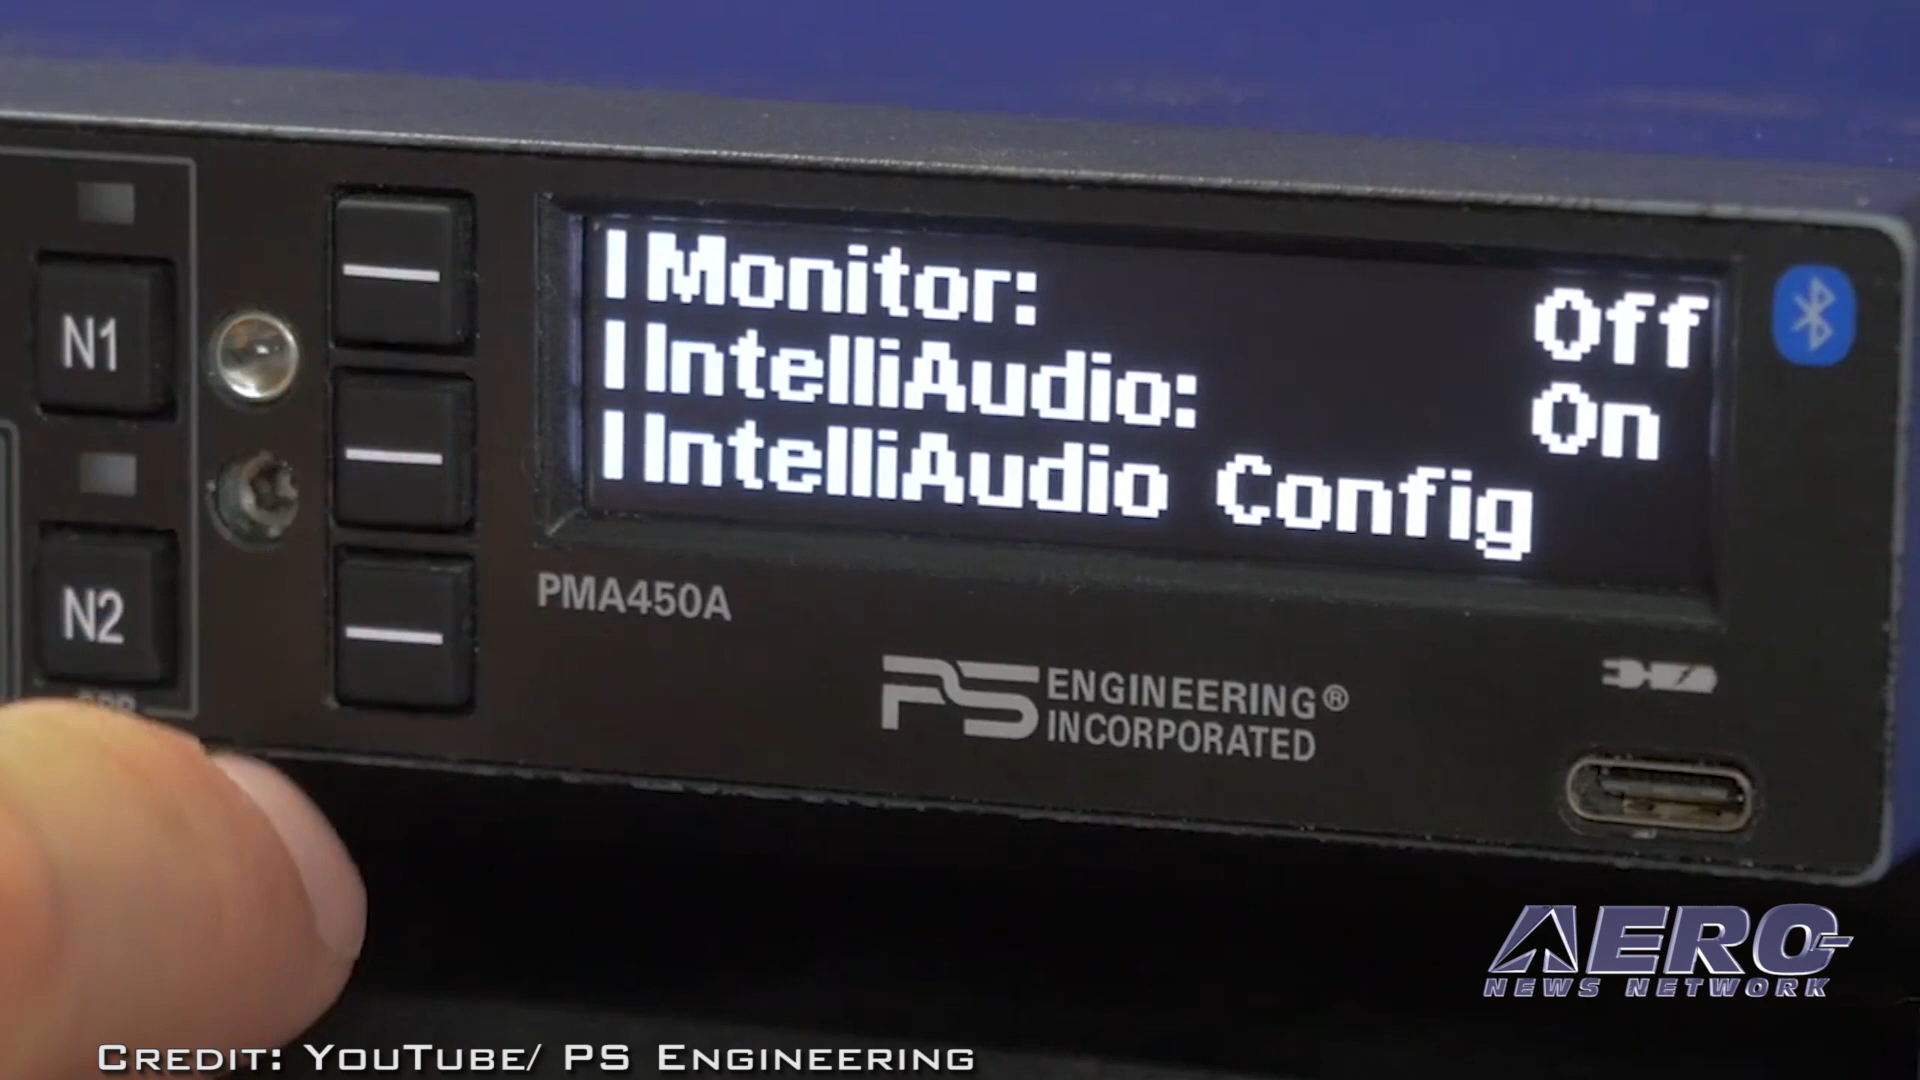 N1
N2
|Monitor: Off
|IntelliAudio: On
|IntelliAudio Config
PMA450A
PS ENGINEERING®
INCORPORATED
AERO
NEWS NETWORK
CREDIT: YOUTUBE/ PS ENGINEERING